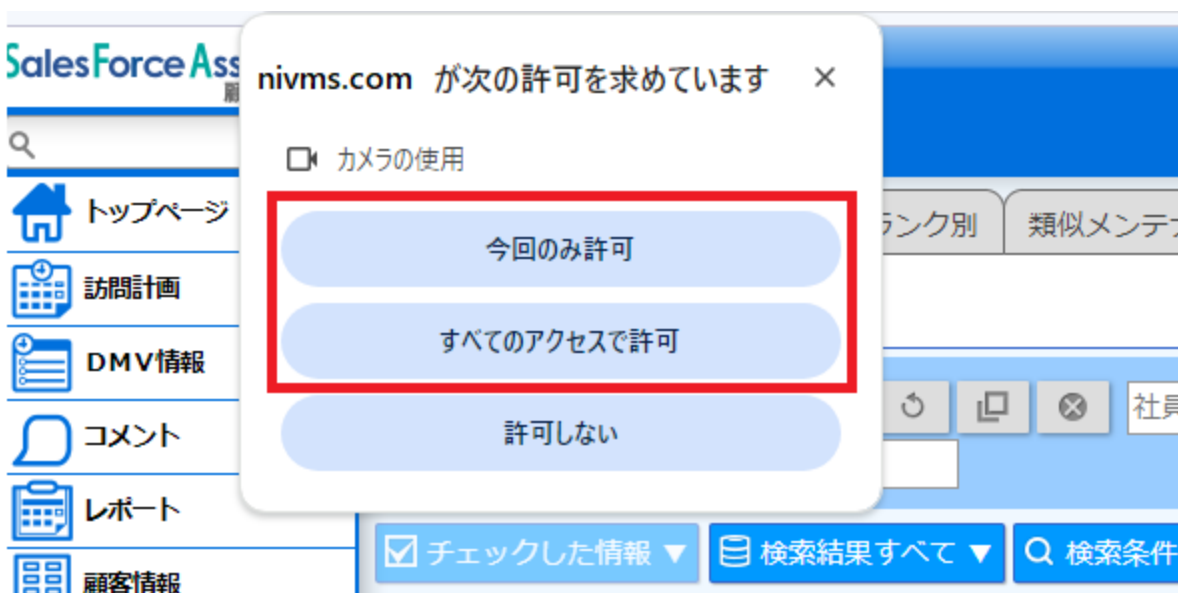 SalesForce Ass
nivms.com が次の許可を求めています
カメラの使用
今回のみ許可
すべてのアクセスで許可
許可しない
トップページ
訪問計画
DMV情報
コメント
レポート
顧客情報
ランク別
類似メンテナ
社員
チェックした情報 ▼
検索結果すべて ▼
検索条件